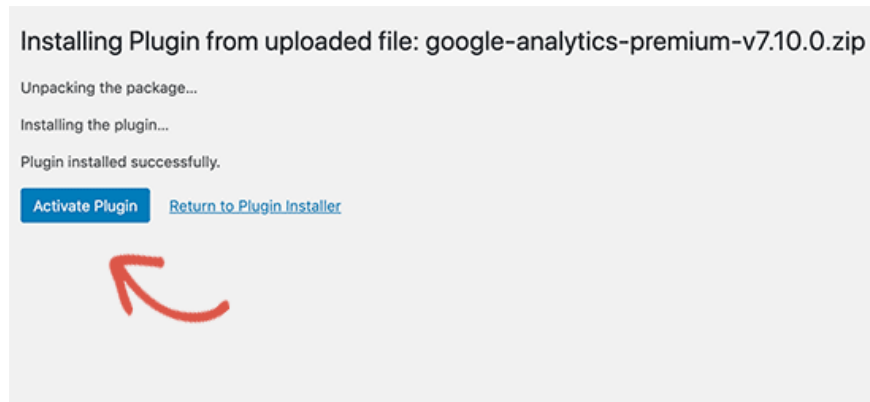 Installing Plugin from uploaded file: google-analytics-premium-v7.10.0.zip
Unpacking the package...
Installing the plugin...
Plugin installed successfully.
Activate Plugin Return to Plugin Installer